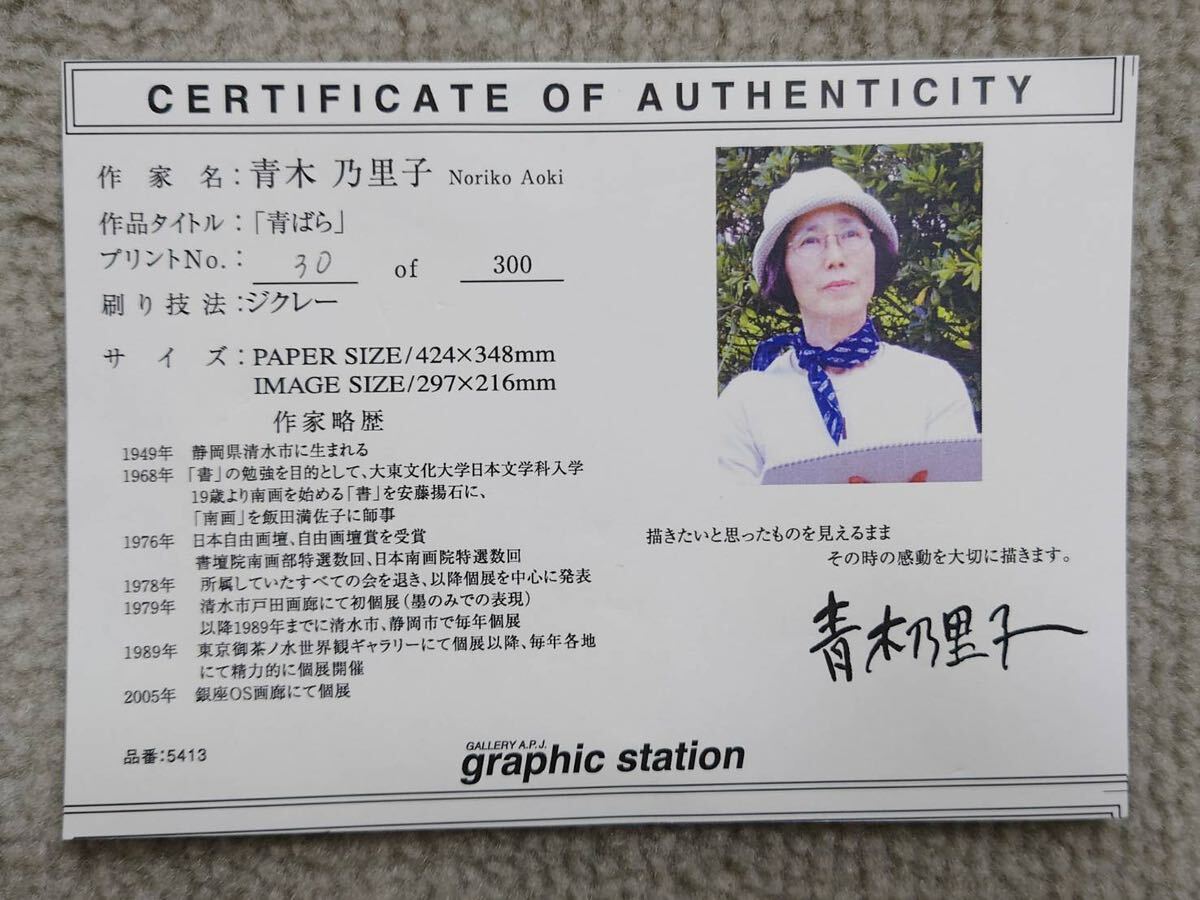 CERTIFICATE OF AUTHENTICITY
作家名：青木 乃里子 Noriko Aoki
作品タイトル：「青ばら」
プリントNo.： 30 of 300
刷り技法：ジクレー
サイズ：PAPER SIZE/424×348mm
IMAGE SIZE/297×216mm
作家略歴
1949年 静岡県清水市に生まれる
1968年 「書」の勉強を目的として、大東文化大学日本文学科入学
19歳より南画を始める「書」を安藤揚石に、
「南画」を飯田満佐子に師事
1976年 日本自由画壇、自由画壇賞を受賞
書壇院南画部特選数回、日本南画院特選数回
1978年 所属していたすべての会を退き、以降個展を中心に発表
1979年 清水市戸田画廊にて初個展（墨のみでの表現）
以降1989年までに清水市、静岡市で毎年個展
1989年 東京御茶ノ水世界観ギャラリーにて個展以降、毎年各地
にて精力的に個展開催
2005年 銀座OS画廊にて個展
描きたいと思ったものを見えるまま
その時の感動を大切に描きます。
青木乃里子
品番：5413
GALLERY A.P.J.
graphic station